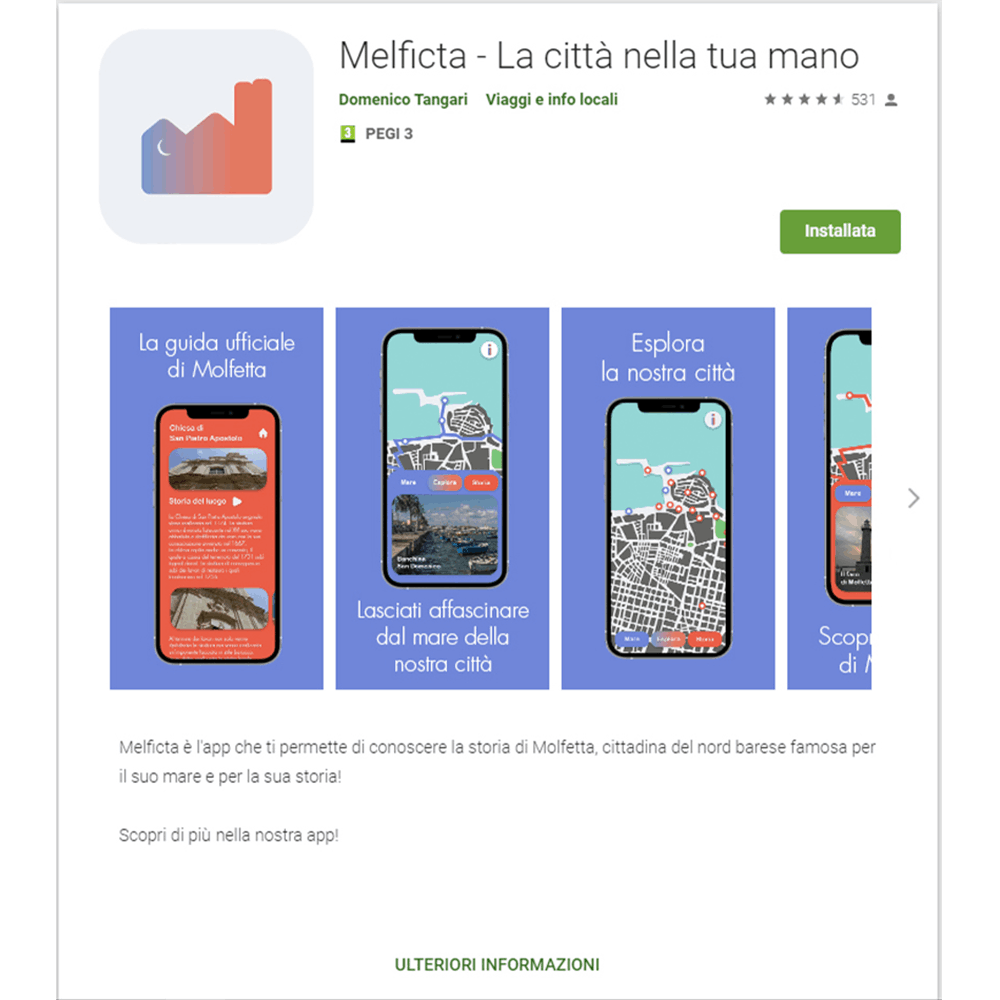 Melficta - La città nella tua mano
Domenico Tangari Viaggi e info locali
531
3 PEGI 3
Installata
La guida ufficiale
di Molfetta
Chiesa di
San Pietro Apostolo
Storia del luogo
i
Mare Esplora Storia
Banchina
San Domenico
Lasciati affascinare
dal mare della
nostra città
Esplora
la nostra città
i
Mare Esplora Storia
Mare
Il faro
di Molfetta
Scop
di
Melficta è l'app che ti permette di conoscere la storia di Molfetta, cittadina del nord barese famosa per
il suo mare e per la sua storia!
Scopri di più nella nostra app!
ULTERIORI INFORMAZIONI